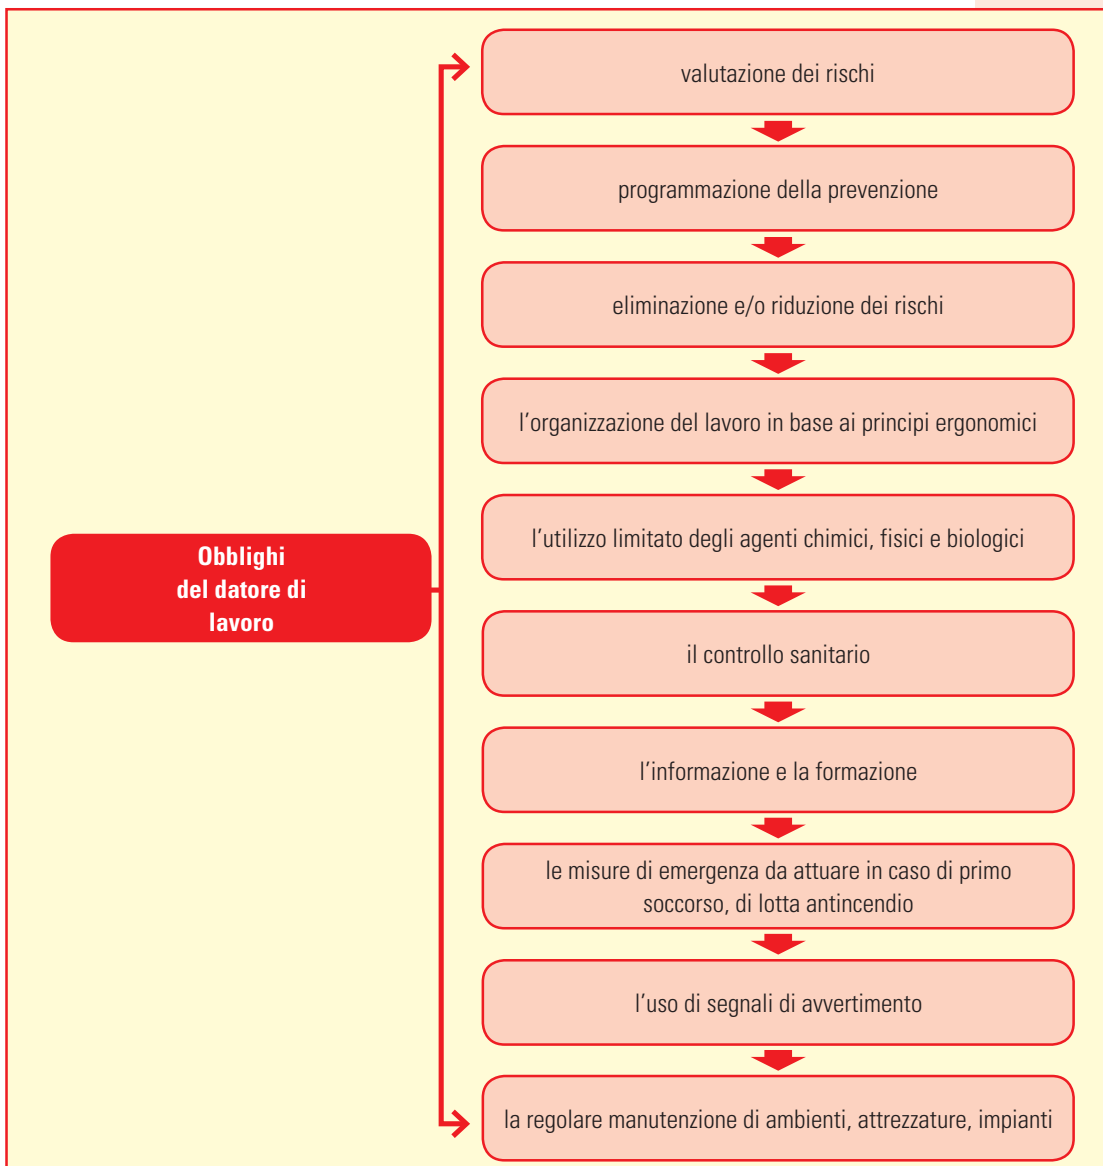 valutazione dei rischi
programmazione della prevenzione
eliminazione e/o riduzione dei rischi
l'organizzazione del lavoro in base ai principi ergonomici
l'utilizzo limitato degli agenti chimici, fisici e biologici
Obblighi
del datore di
lavoro
il controllo sanitario
l'informazione e la formazione
le misure di emergenza da attuare in caso di primo
soccorso, di lotta antincendio
l'uso di segnali di avvertimento
la regolare manutenzione di ambienti, attrezzature, impianti